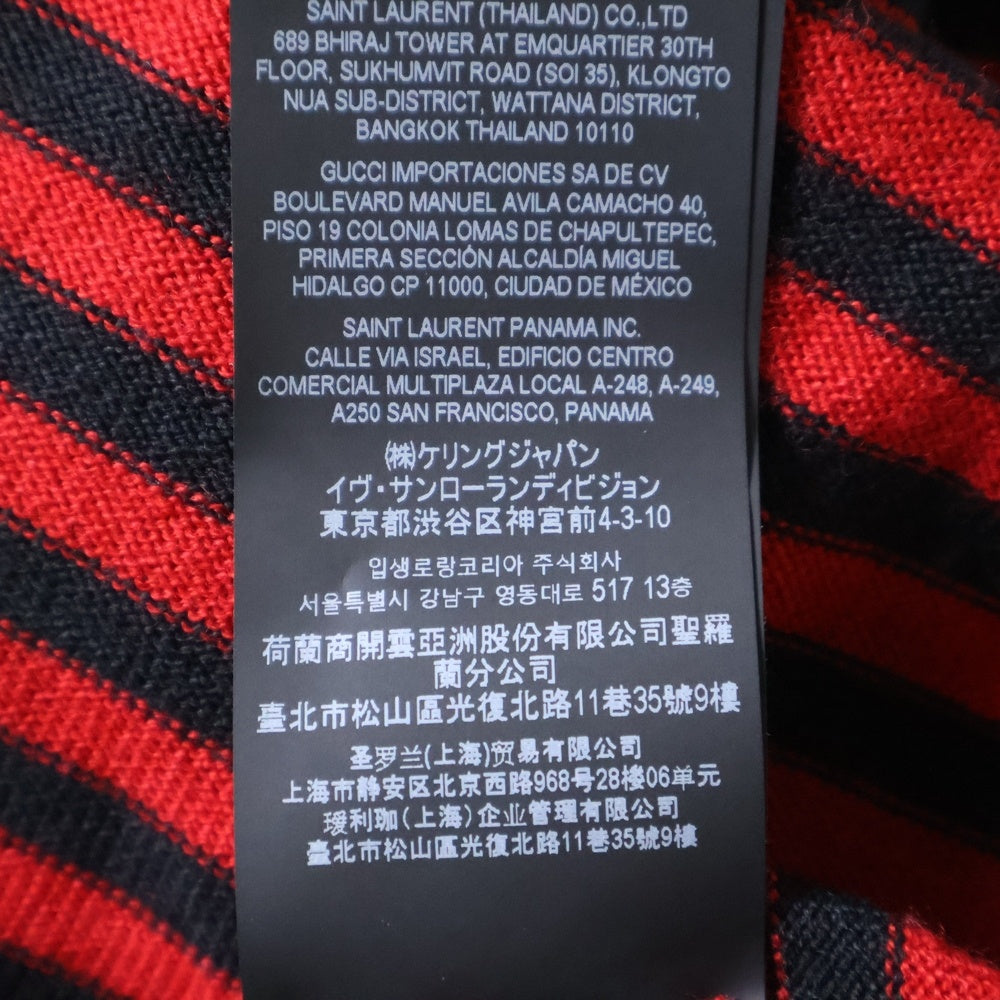 SAINT LAURENT (THAILAND) CO.,LTD
689 BHIRAJ TOWER AT EMQUARTIER 30TH
FLOOR, SUKHUMVIT ROAD (SOI 35), KLONGTO
NUA SUB-DISTRICT, WATTANA DISTRICT,
BANGKOK THAILAND 10110
GUCCI IMPORTACIONES SA DE CV
BOULEVARD MANUEL AVILA CAMACHO 40,
PISO 19 COLONIA LOMAS DE CHAPULTEPEC,
PRIMERA SECCIÓN ALCALDÍA MIGUEL
HIDALGO CP 11000, CIUDAD DE MÉXICO
SAINT LAURENT PANAMA INC.
CALLE VIA ISRAEL, EDIFICIO CENTRO
COMERCIAL MULTIPLAZA LOCAL A-248, A-249,
A250 SAN FRANCISCO, PANAMA
㈱ケリングジャパン
イヴ・サンローランディビジョン
東京都渋谷区神宮前4-3-10
입생로랑코리아 주식회사
서울특별시 강남구 영동대로 517 13층
荷蘭商開雲亞洲股份有限公司聖羅
蘭分公司
臺北市松山區光復北路11巷35號9樓
圣罗兰(上海)贸易有限公司
上海市静安区北京西路968号28楼06单元
瑷利珈(上海)企业管理有限公司
臺北市松山區光復北路11巷35號9樓